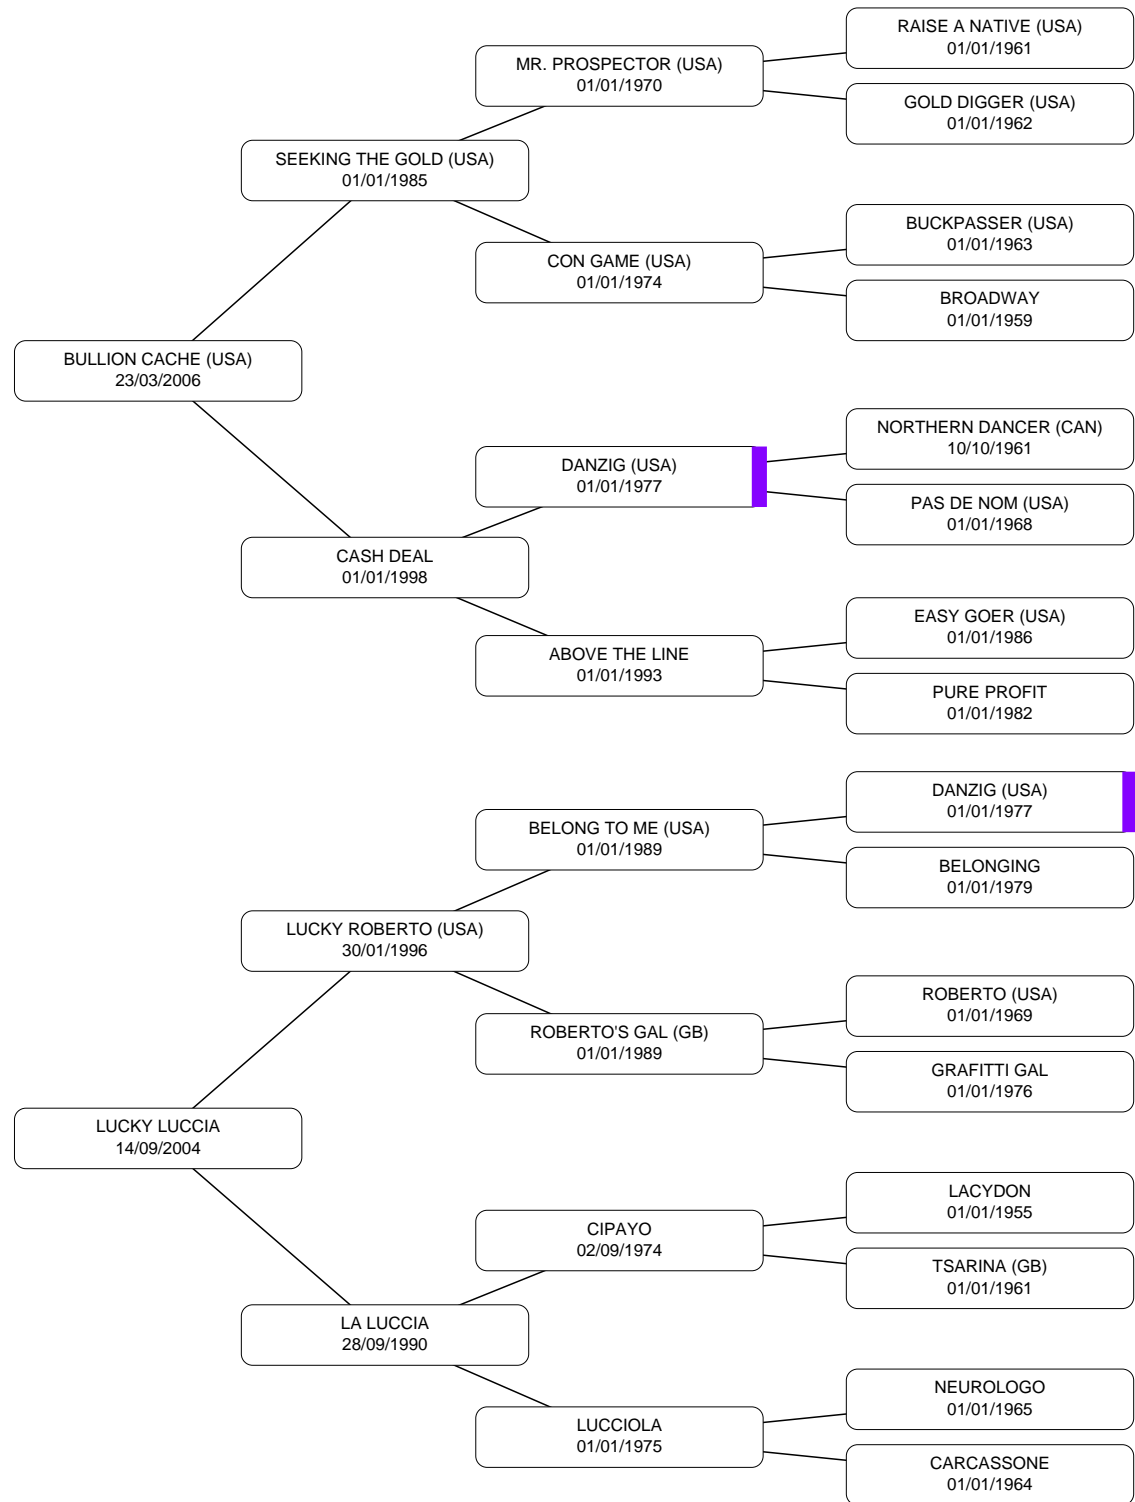 RAISE A NATIVE (USA)
01/01/1961
MR. PROSPECTOR (USA)
01/01/1970
GOLD DIGGER (USA)
01/01/1962
SEEKING THE GOLD (USA)
01/01/1985
BUCKPASSER (USA)
01/01/1963
CON GAME (USA)
01/01/1974
BROADWAY
01/01/1959
BULLION CACHE (USA)
23/03/2006
NORTHERN DANCER (CAN)
10/10/1961
DANZIG (USA)
01/01/1977
PAS DE NOM (USA)
01/01/1968
CASH DEAL
01/01/1998
EASY GOER (USA)
01/01/1986
ABOVE THE LINE
01/01/1993
PURE PROFIT
01/01/1982
DANZIG (USA)
01/01/1977
BELONG TO ME (USA)
01/01/1989
BELONGING
01/01/1979
LUCKY ROBERTO (USA)
30/01/1996
ROBERTO (USA)
01/01/1969
ROBERTO'S GAL (GB)
01/01/1989
GRAFITTI GAL
01/01/1976
LUCKY LUCCIA
14/09/2004
LACYDON
01/01/1955
CIPAYO
02/09/1974
TSARINA (GB)
01/01/1961
LA LUCCIA
28/09/1990
NEUROLOGO
01/01/1965
LUCCIOLA
01/01/1975
CARCASSONE
01/01/1964